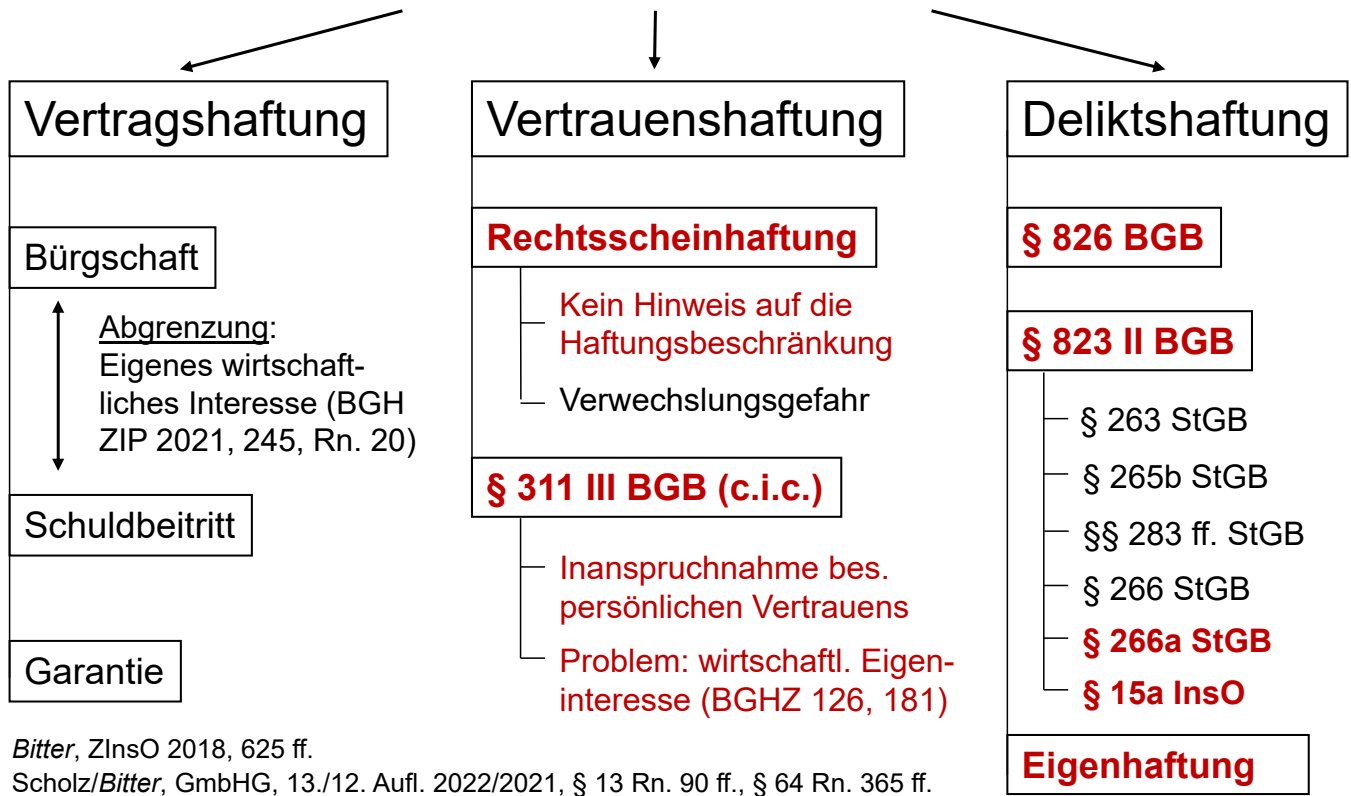 Vertragshaftung
Bürgschaft
Abgrenzung:
Eigenes wirtschaft-
liches Interesse (BGH
ZIP 2021, 245, Rn. 20)
Schuldbeitritt
Garantie
Vertrauenshaftung
Rechtsscheinhaftung
Kein Hinweis auf die
Haftungsbeschränkung
Verwechslungsgefahr
§ 311 III BGB (c.i.c.)
Inanspruchnahme bes.
persönlichen Vertrauens
Problem: wirtschaftl. Eigen-
interesse (BGHZ 126, 181)
Deliktshaftung
§ 826 BGB
§ 823 II BGB
§ 263 StGB
§ 265b StGB
§§ 283 ff. StGB
§ 266 StGB
§ 266a StGB
§ 15a InsO
Eigenhaftung
Bitter, ZInsO 2018, 625 ff.
Scholz/Bitter, GmbHG, 13./12. Aufl. 2022/2021, § 13 Rn. 90 ff., § 64 Rn. 365 ff.